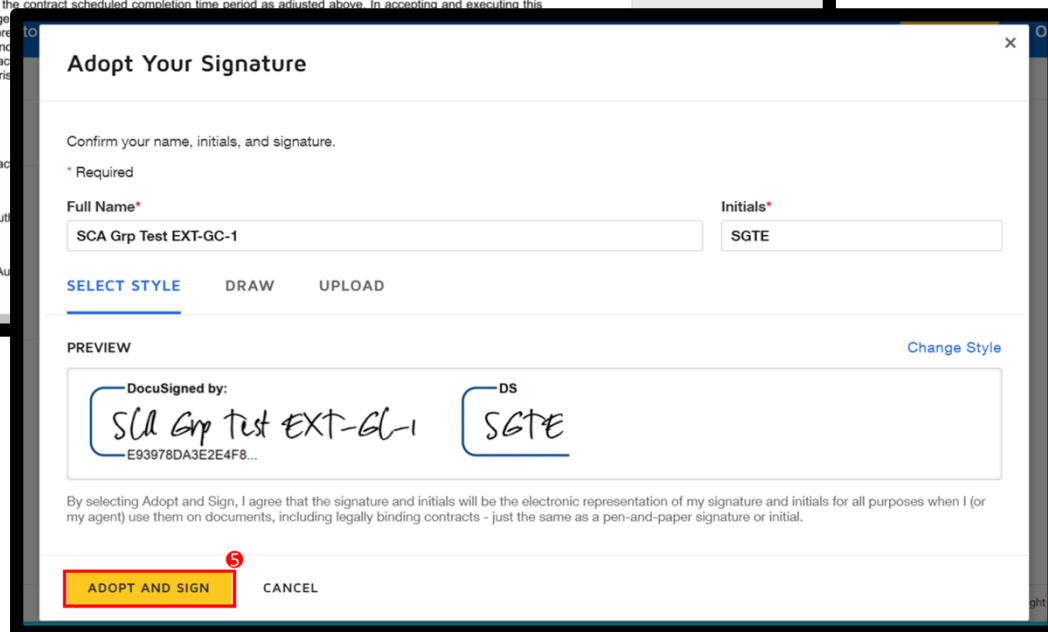 the contract scheduled completion time period as adjusted above. In accepting and executing this
to
O
Adopt Your Signature
×
Confirm your name, initials, and signature.
* Required
Full Name*
Initials*
SCA Grp Test EXT-GC-1
SGTE
SELECT STYLE DRAW UPLOAD
PREVIEW
Change Style
DocuSigned by:
DS
SCA Grp Test EXT-GC-1
SGTE
E93978DA3E2E4F8...
By selecting Adopt and Sign, I agree that the signature and initials will be the electronic representation of my signature and initials for all purposes when I (or
my agent) use them on documents, including legally binding contracts - just the same as a pen-and-paper signature or initial.
5
ADOPT AND SIGN CANCEL
ght